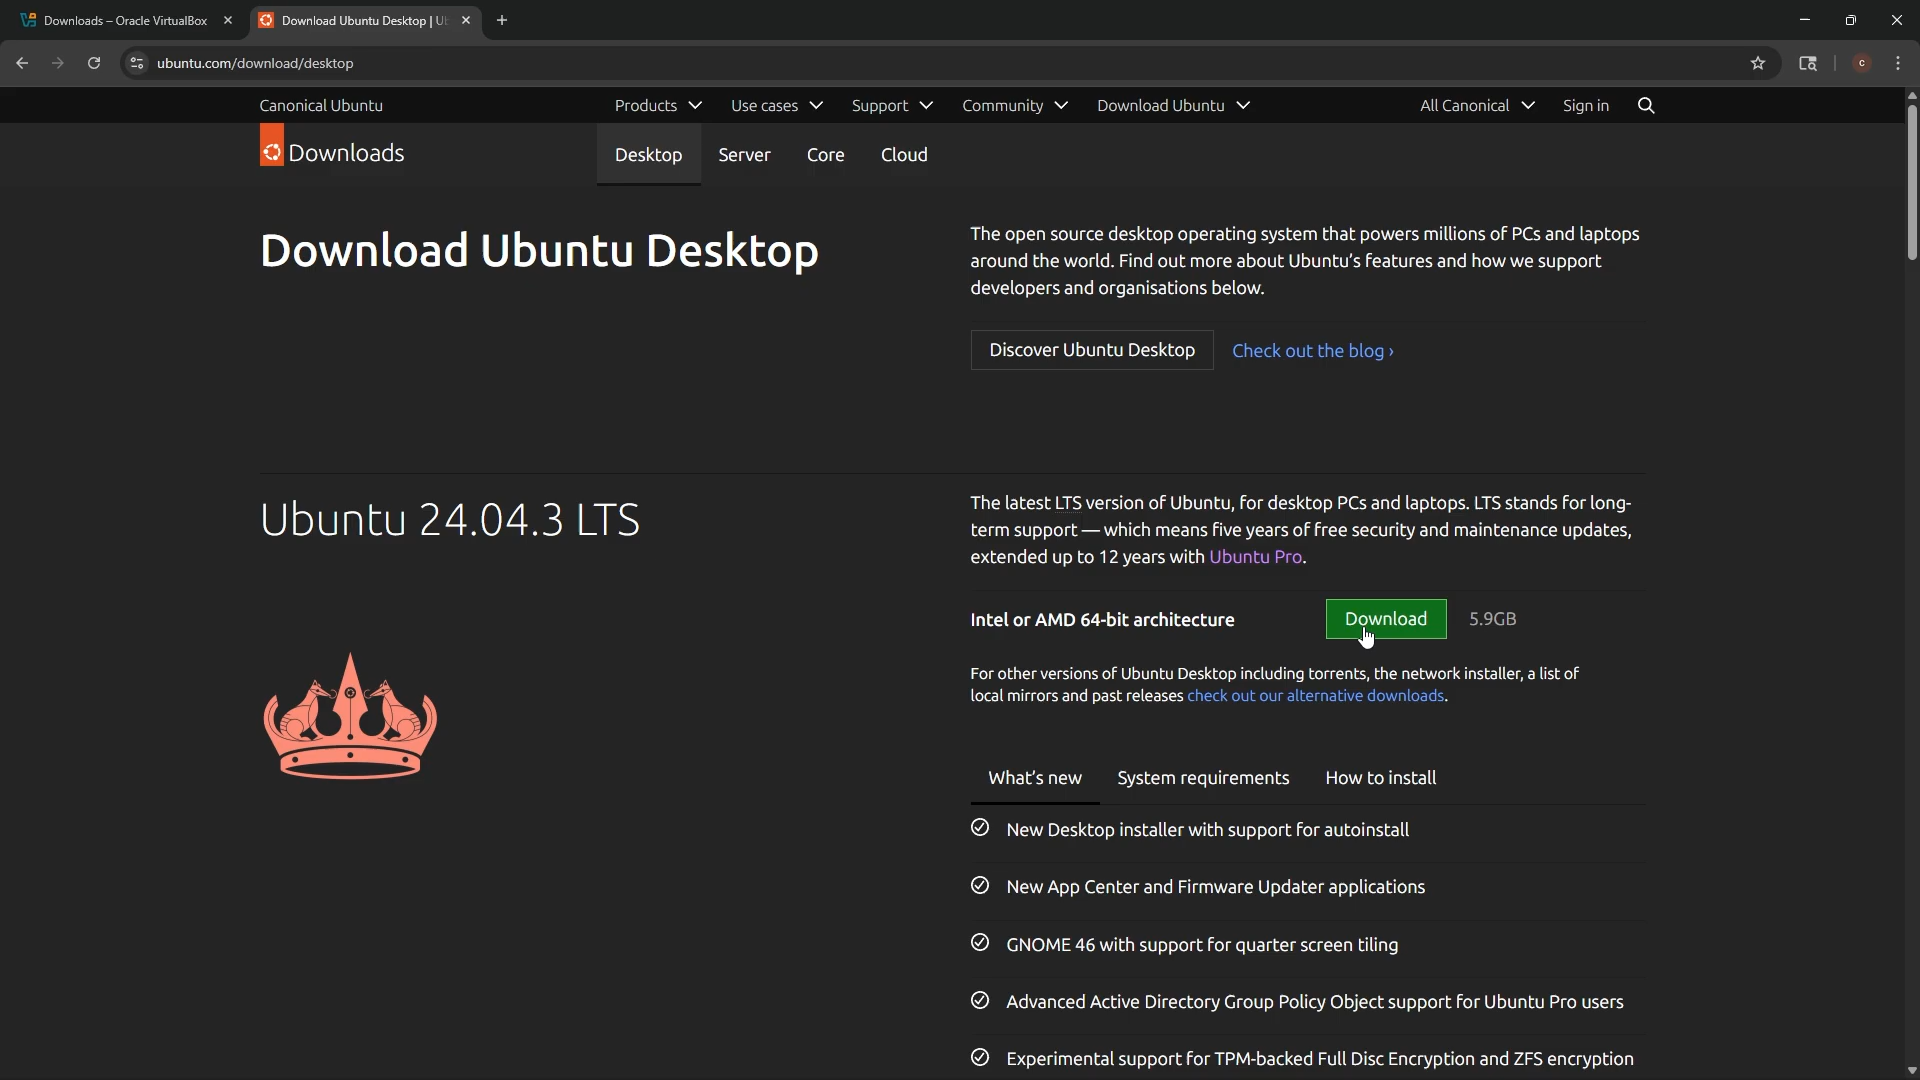 Downloads – Oracle VirtualBox
Download Ubuntu Desktop | U
ubuntu.com/download/desktop
c
Canonical Ubuntu
Products
Use cases
Support
Community
Download Ubuntu
All Canonical
Sign in
Downloads
Desktop
Server
Core
Cloud
Download Ubuntu Desktop
The open source desktop operating system that powers millions of PCs and laptops
around the world. Find out more about Ubuntu's features and how we support
developers and organisations below.
Discover Ubuntu Desktop
Check out the blog ›
Ubuntu 24.04.3 LTS
The latest LTS version of Ubuntu, for desktop PCs and laptops. LTS stands for long-
term support — which means five years of free security and maintenance updates,
extended up to 12 years with Ubuntu Pro.
Intel or AMD 64-bit architecture
Download
5.9GB
For other versions of Ubuntu Desktop including torrents, the network installer, a list of
local mirrors and past releases check out our alternative downloads.
What's new
System requirements
How to install
New Desktop installer with support for autoinstall
New App Center and Firmware Updater applications
GNOME 46 with support for quarter screen tiling
Advanced Active Directory Group Policy Object support for Ubuntu Pro users
Experimental support for TPM-backed Full Disc Encryption and ZFS encryption